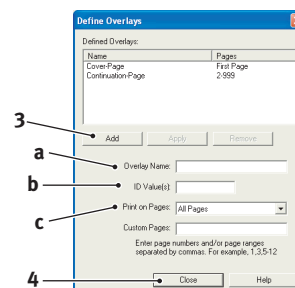 Define Overlays
Defined Overlays:
Name Pages
Cover-Page First Page
Continuation-Page 2-999
3
Add Apply Remove
a Overlay Name:
b ID Value(s):
c Print on Pages: All Pages
Custom Pages:
Enter page numbers and/or page ranges
separated by commas. For example, 1,3,5-12
4 Close Help